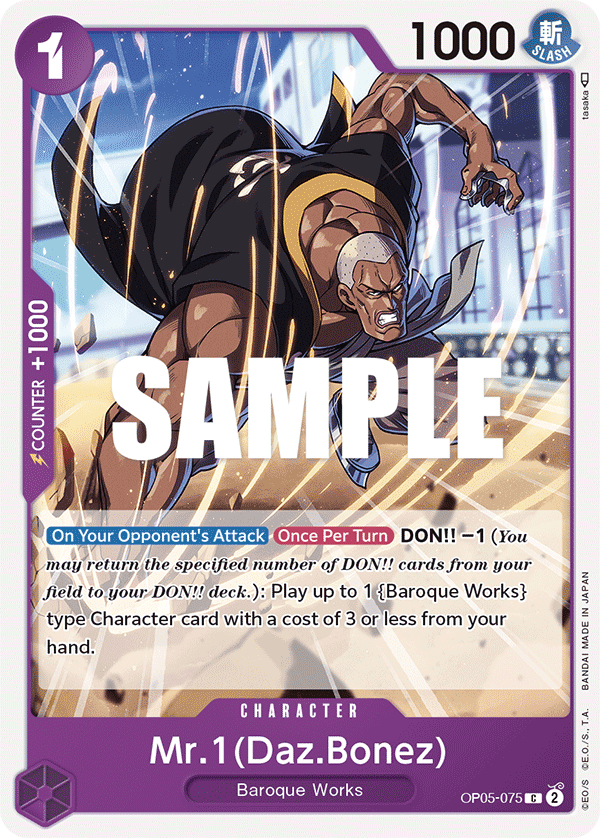 1
1000
斬
SLASH
tasaka
COUNTER +1000
SAMPLE
On Your Opponent's Attack Once Per Turn DON!! −1 (You
may return the specified number of DON!! cards from your
field to your DON!! deck.): Play up to 1 {Baroque Works}
type Character card with a cost of 3 or less from your
hand.
CHARACTER
Mr.1(Daz.Bonez)
Baroque Works
OP05-075 C 2
©EO/S ©E.O./S., T.A. BANDAI MADE IN JAPAN